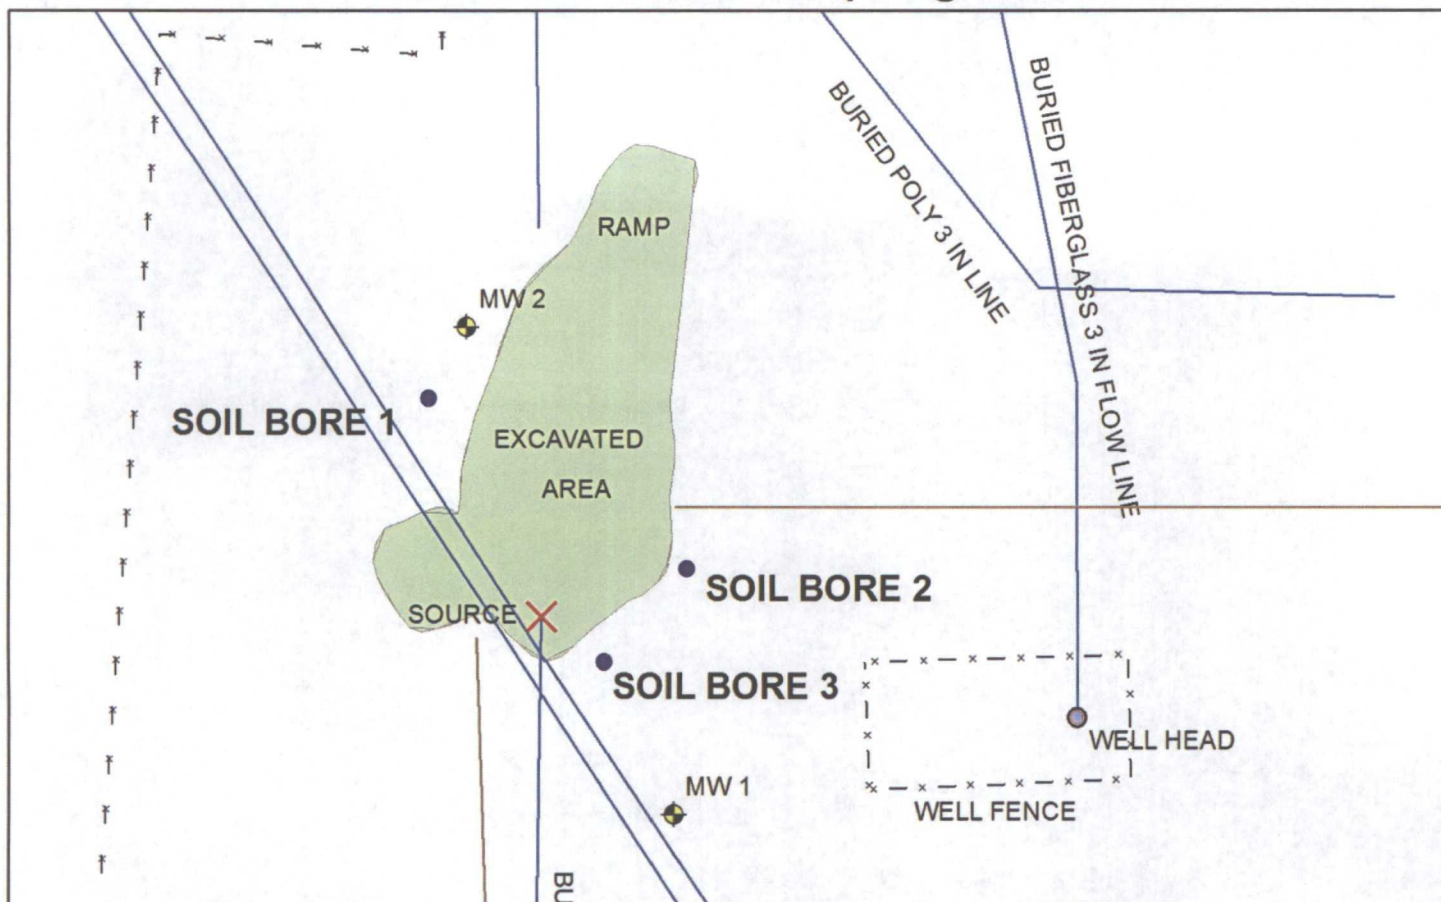 BURIED POLY 3 IN LINE
BURIED FIBERGLASS 3 IN FLOW LINE
RAMP
MW 2
SOIL BORE 1
EXCAVATED
AREA
SOIL BORE 2
SOURCE
SOIL BORE 3
WELL HEAD
MW 1
WELL FENCE
BU